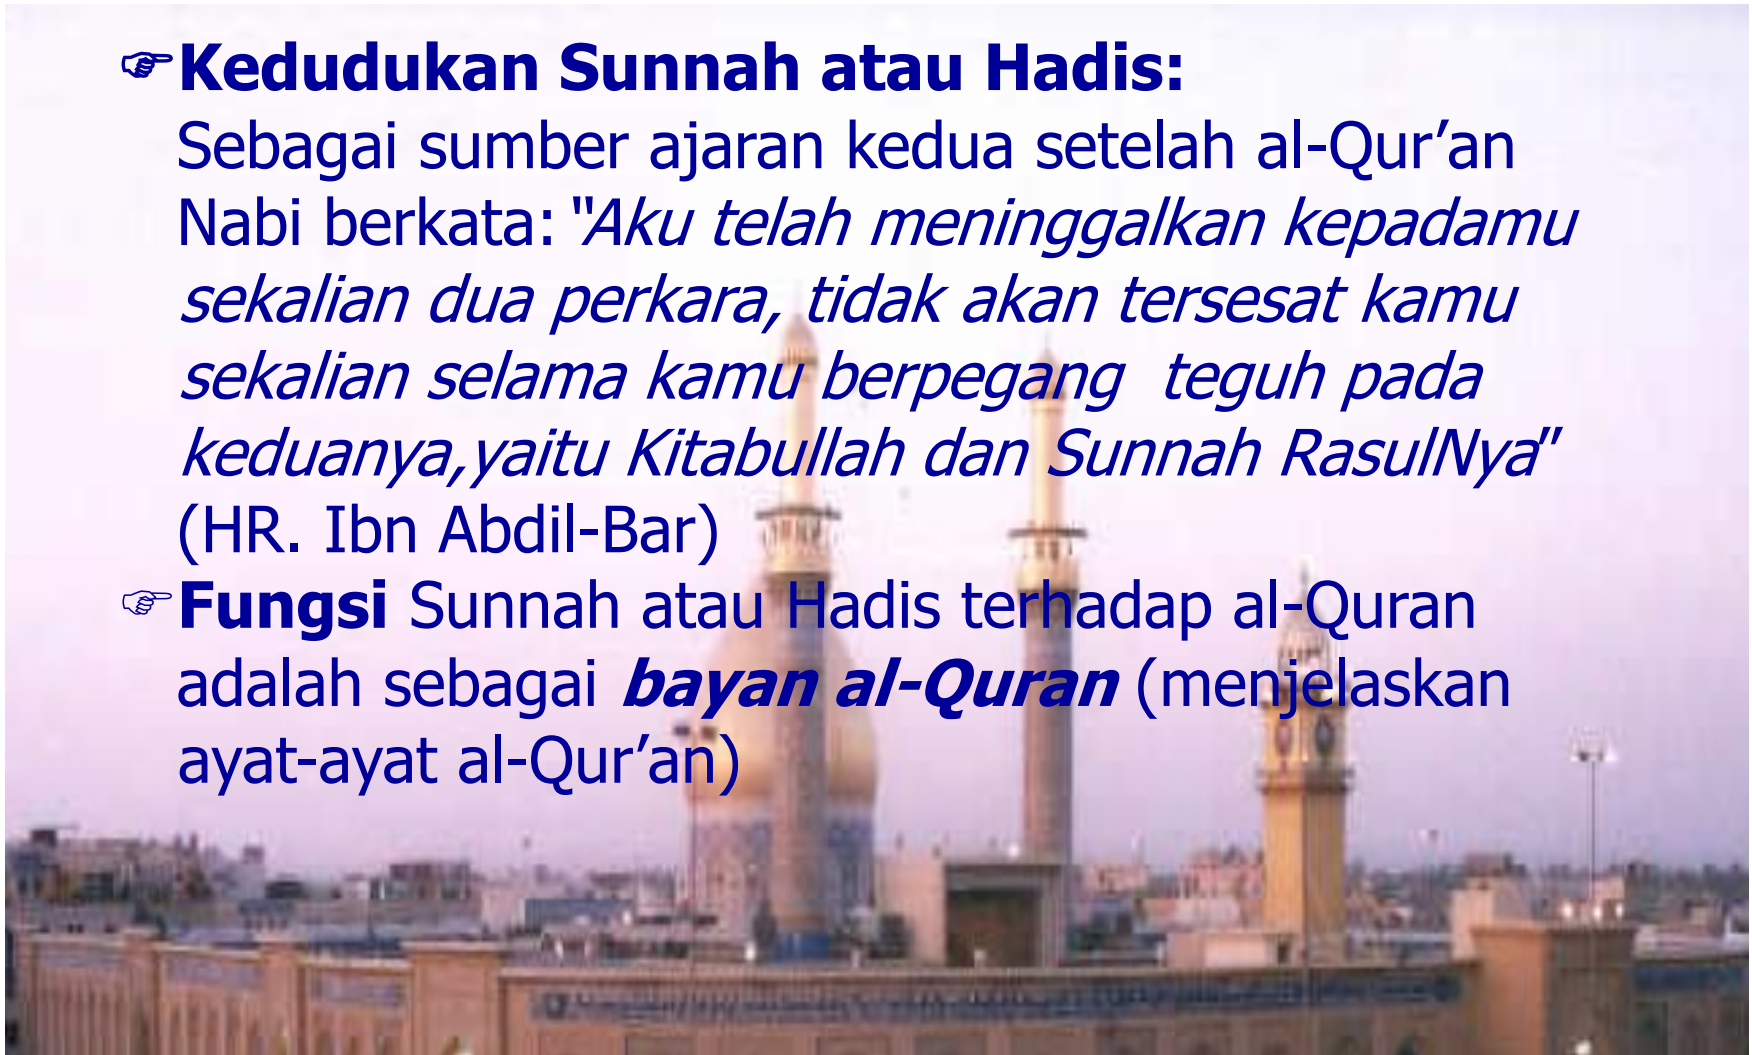 ☞Kedudukan Sunnah atau Hadis:
Sebagai sumber ajaran kedua setelah al-Qur’an
Nabi berkata: “Aku telah meninggalkan kepadamu
sekalian dua perkara, tidak akan tersesat kamu
sekalian selama kamu berpegang  teguh pada
keduanya,yaitu Kitabullah dan Sunnah RasulNya”
(HR. Ibn Abdil-Bar)
☞Fungsi Sunnah atau Hadis terhadap al-Quran
adalah sebagai bayan al-Quran (menjelaskan
ayat-ayat al-Qur’an)